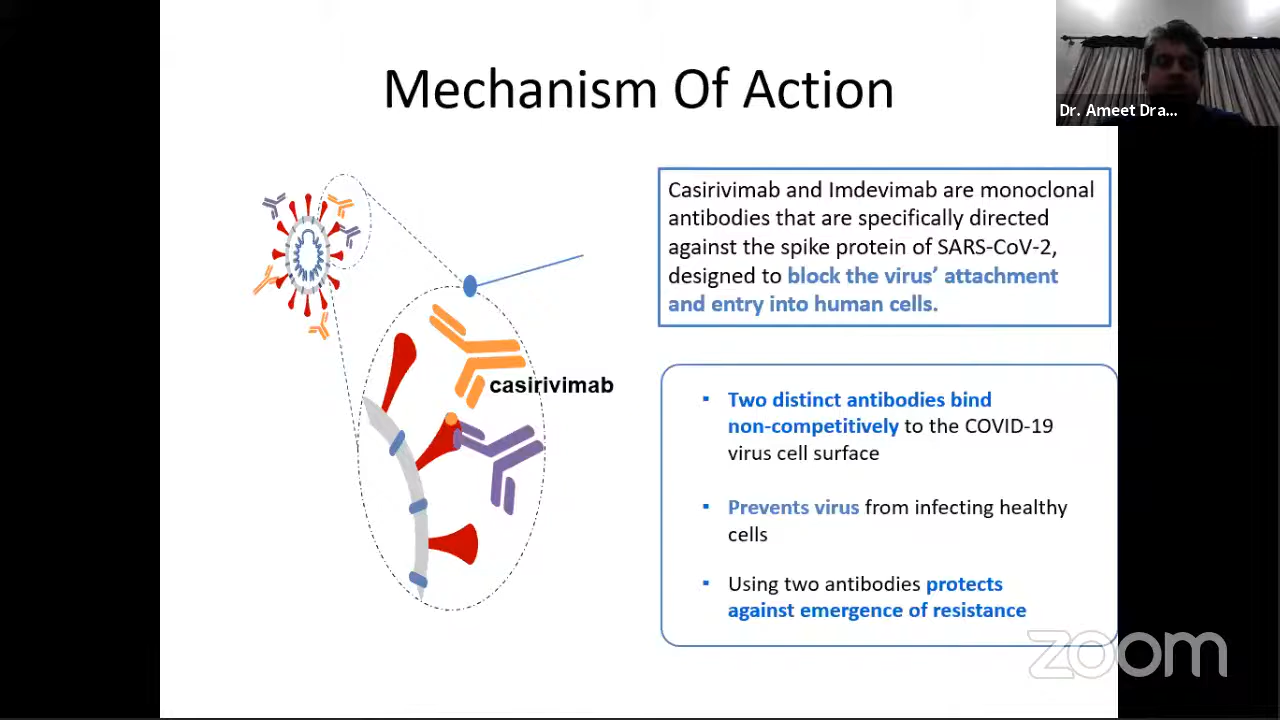 Mechanism Of Action
Dr. Ameet Dra...
Casirivimab and Imdevimab are monoclonal
antibodies that are specifically directed
against the spike protein of SARS-CoV-2,
designed to block the virus’ attachment
and entry into human cells.
casirivimab
▪ Two distinct antibodies bind
non-competitively to the COVID-19
virus cell surface
▪ Prevents virus from infecting healthy
cells
▪ Using two antibodies protects
against emergence of resistance
zoom